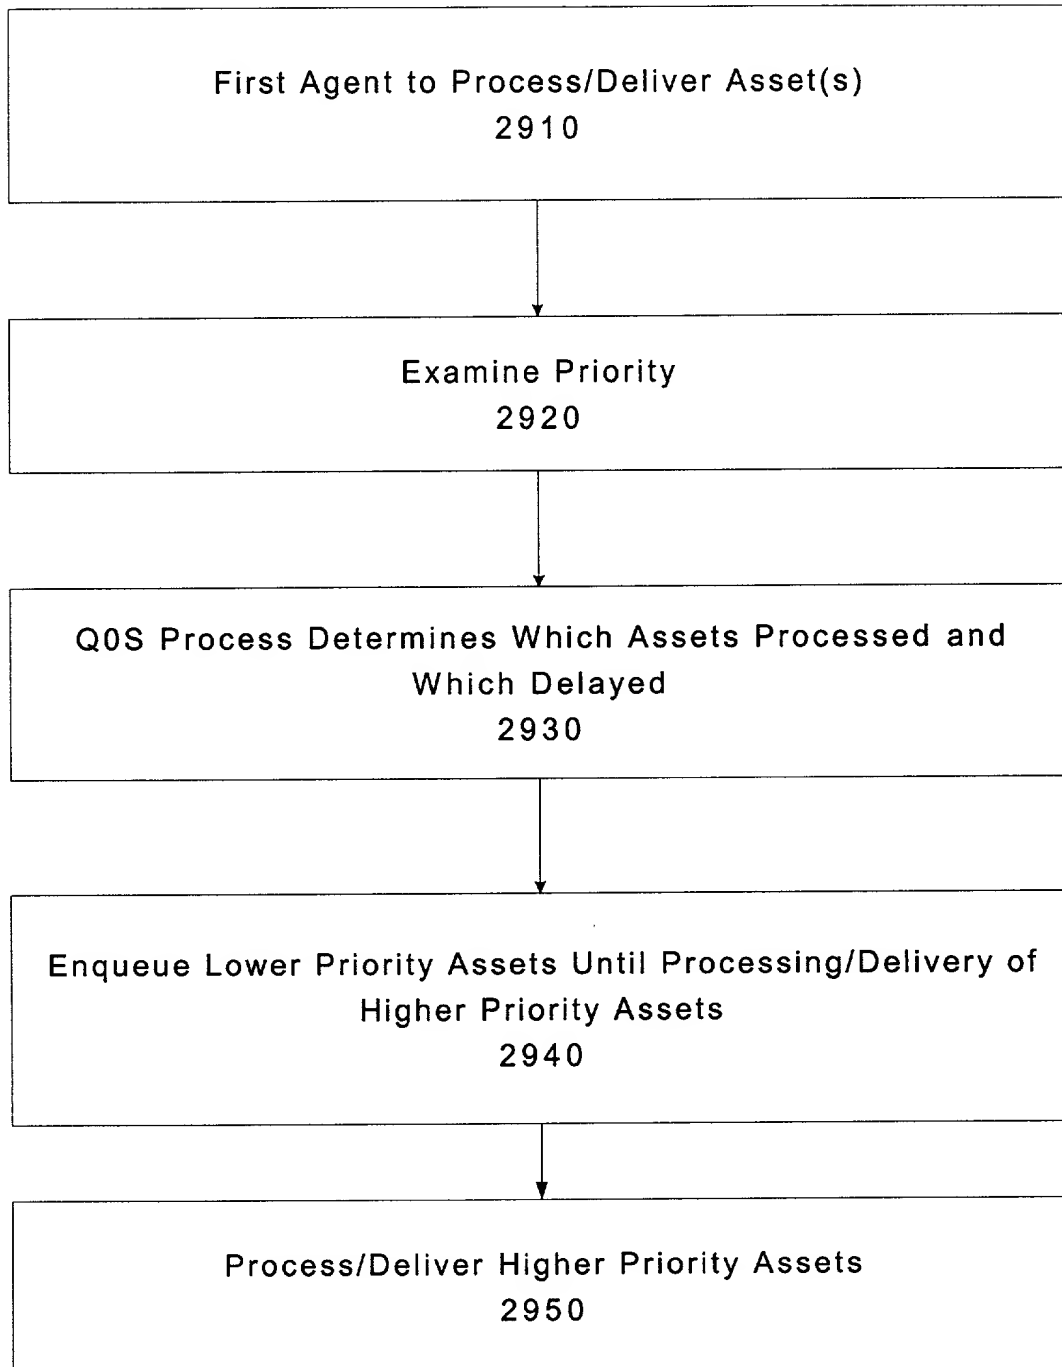 First Agent to Process/Deliver Asset(s)
2910
Examine Priority
2920
Q0S Process Determines Which Assets Processed and
Which Delayed
2930
Enqueue Lower Priority Assets Until Processing/Delivery of
Higher Priority Assets
2940
Process/Deliver Higher Priority Assets
2950